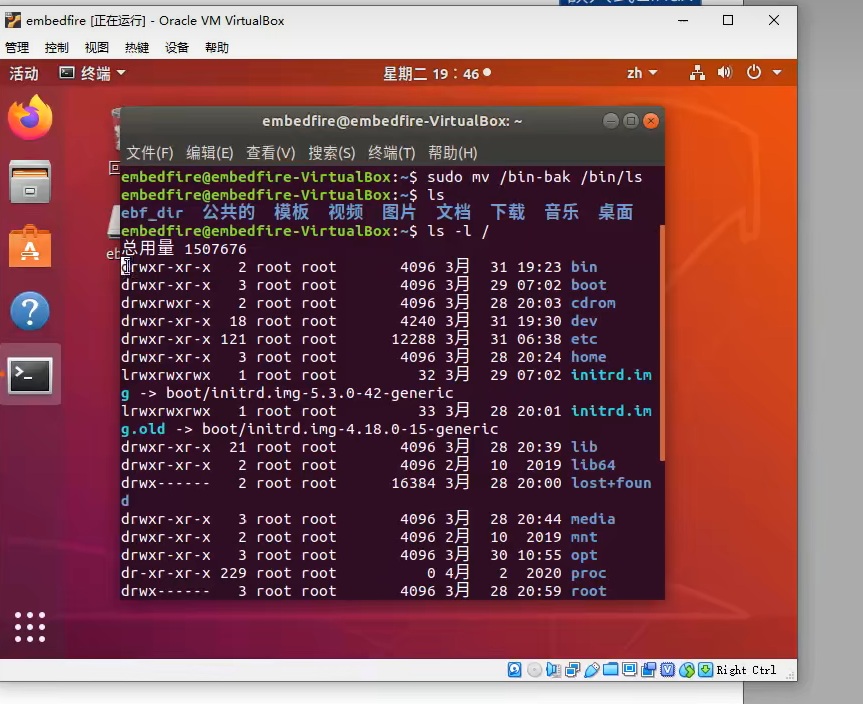 embedfire [正在运行] - Oracle VM VirtualBox
管理 控制 视图 热键 设备 帮助
活动 终端 星期二 19：46 zh
embedfire@embedfire-VirtualBox: ~
文件(F) 编辑(E) 查看(V) 搜索(S) 终端(T) 帮助(H)
embedfire@embedfire-VirtualBox:~$ sudo mv /bin-bak /bin/ls
embedfire@embedfire-VirtualBox:~$ ls
ebf_dir 公共的 模板 视频 图片 文档 下载 音乐 桌面
embedfire@embedfire-VirtualBox:~$ ls -l /
总用量 1507676
drwxr-xr-x 2 root root 4096 3月 31 19:23 bin
drwxr-xr-x 3 root root 4096 3月 29 07:02 boot
drwxrwxr-x 2 root root 4096 3月 28 20:03 cdrom
drwxr-xr-x 18 root root 4240 3月 31 19:30 dev
drwxr-xr-x 121 root root 12288 3月 31 06:38 etc
drwxr-xr-x 3 root root 4096 3月 28 20:24 home
lrwxrwxrwx 1 root root 32 3月 29 07:02 initrd.im
g -> boot/initrd.img-5.3.0-42-generic
lrwxrwxrwx 1 root root 33 3月 28 20:01 initrd.im
g.old -> boot/initrd.img-4.18.0-15-generic
drwxr-xr-x 21 root root 4096 3月 28 20:39 lib
drwxr-xr-x 2 root root 4096 2月 10 2019 lib64
drwx------ 2 root root 16384 3月 28 20:00 lost+foun
d
drwxr-xr-x 3 root root 4096 3月 28 20:44 media
drwxr-xr-x 2 root root 4096 2月 10 2019 mnt
drwxr-xr-x 3 root root 4096 3月 30 10:55 opt
dr-xr-xr-x 229 root root 0 4月 2 2020 proc
drwx------ 3 root root 4096 3月 28 20:59 root
Right Ctrl